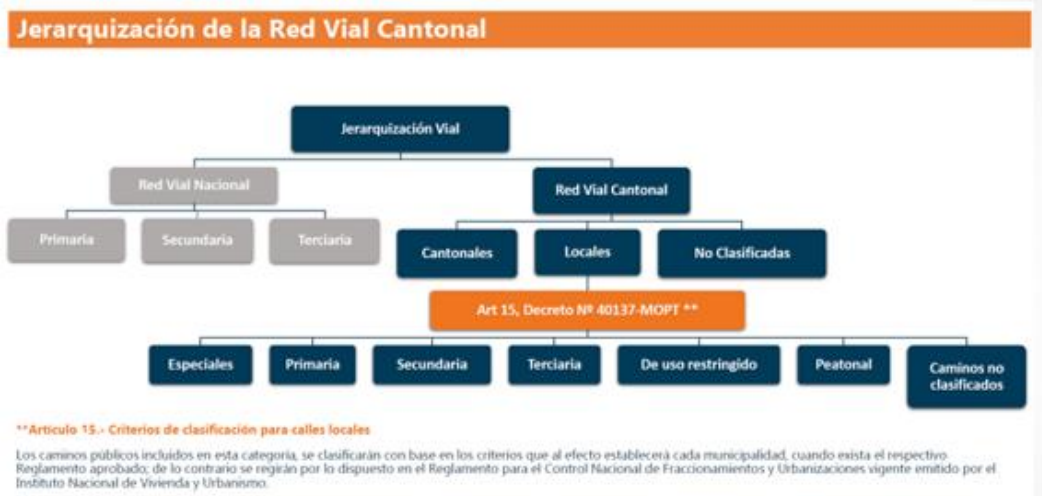 Jerarquización de la Red Vial Cantonal
Jerarquización Vial
Red Vial Nacional
Red Vial Cantonal
Primaria
Secundaria
Terciaria
Cantonales
Locales
No Clasificadas
Art 15, Decreto Nº 40137-MOPT **
Especiales
Primaria
Secundaria
Terciaria
De uso restringido
Peatonal
Caminos no
clasificados
**Artículo 15.- Criterios de clasificación para calles locales
Los caminos públicos incluidos en esta categoría, se clasificarán con base en los criterios que al efecto establecerá cada municipalidad, cuando exista el respectivo
Reglamento aprobado; de lo contrario se regirán por lo dispuesto en el Reglamento para el Control Nacional de Fraccionamientos y Urbanizaciones vigente emitido por el
Instituto Nacional de Vivienda y Urbanismo.